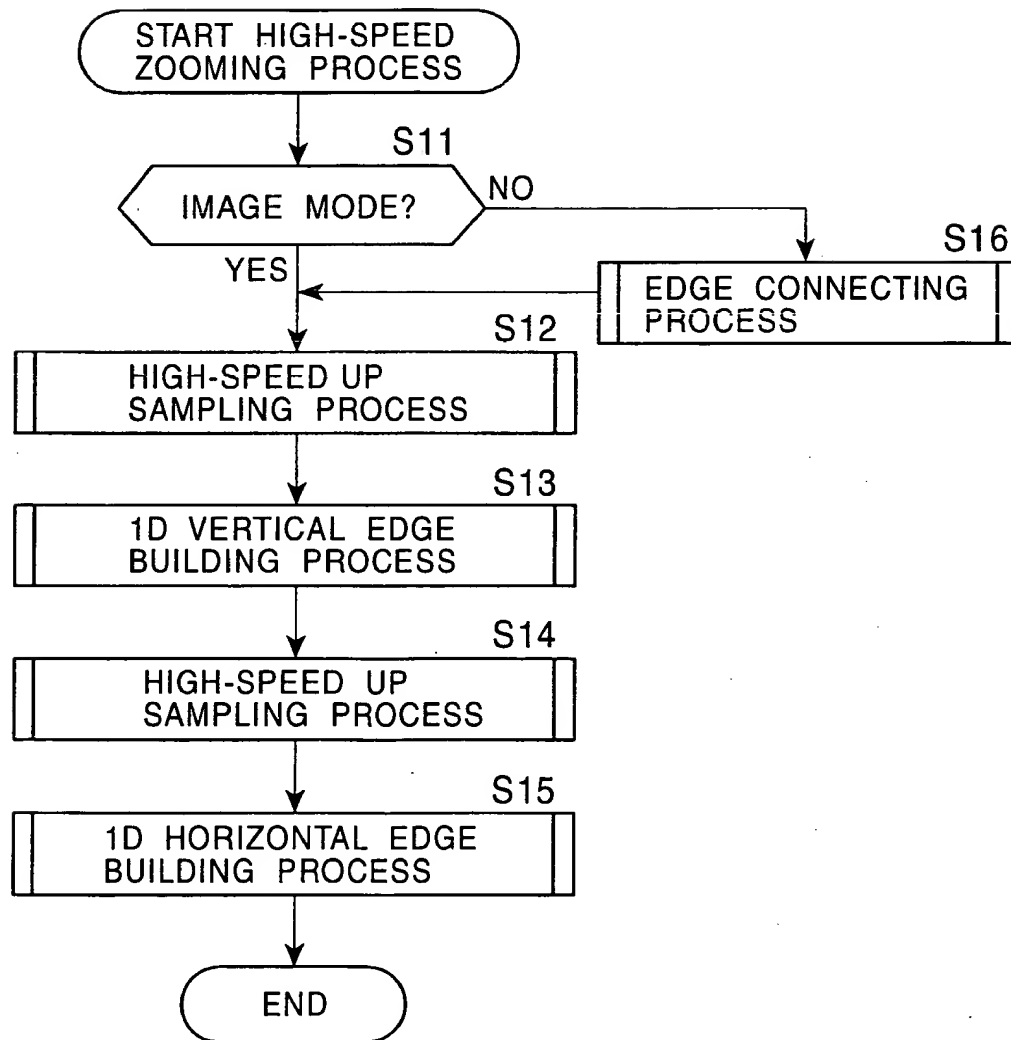 START HIGH-SPEED
ZOOMING PROCESS
S11
IMAGE MODE?
NO
YES
S16
EDGE CONNECTING
PROCESS
S12
HIGH-SPEED UP
SAMPLING PROCESS
S13
1D VERTICAL EDGE
BUILDING PROCESS
S14
HIGH-SPEED UP
SAMPLING PROCESS
S15
1D HORIZONTAL EDGE
BUILDING PROCESS
END